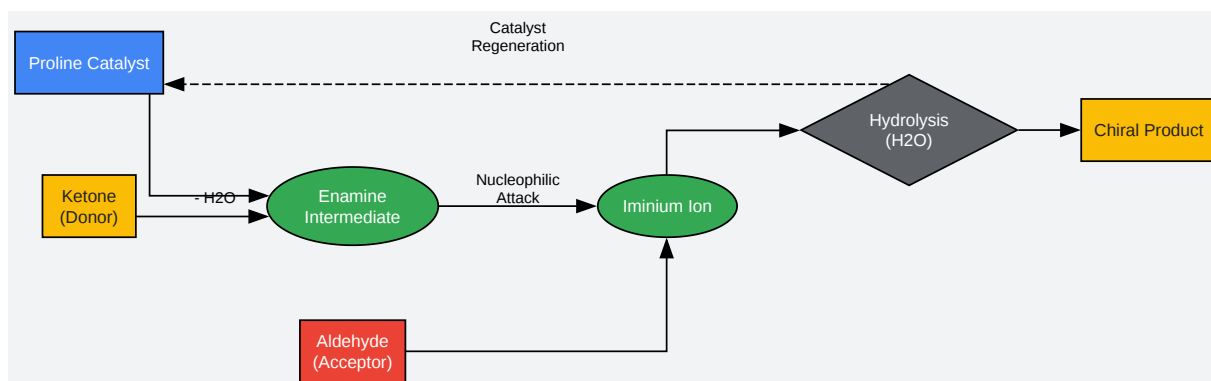 Catalyst
Regeneration
Proline Catalyst
Hydrolysis
(H2O)
Chiral Product
Ketone
(Donor)
- H2O
Enamine
Intermediate
Nucleophilic
Attack
Iminium Ion
Aldehyde
(Acceptor)